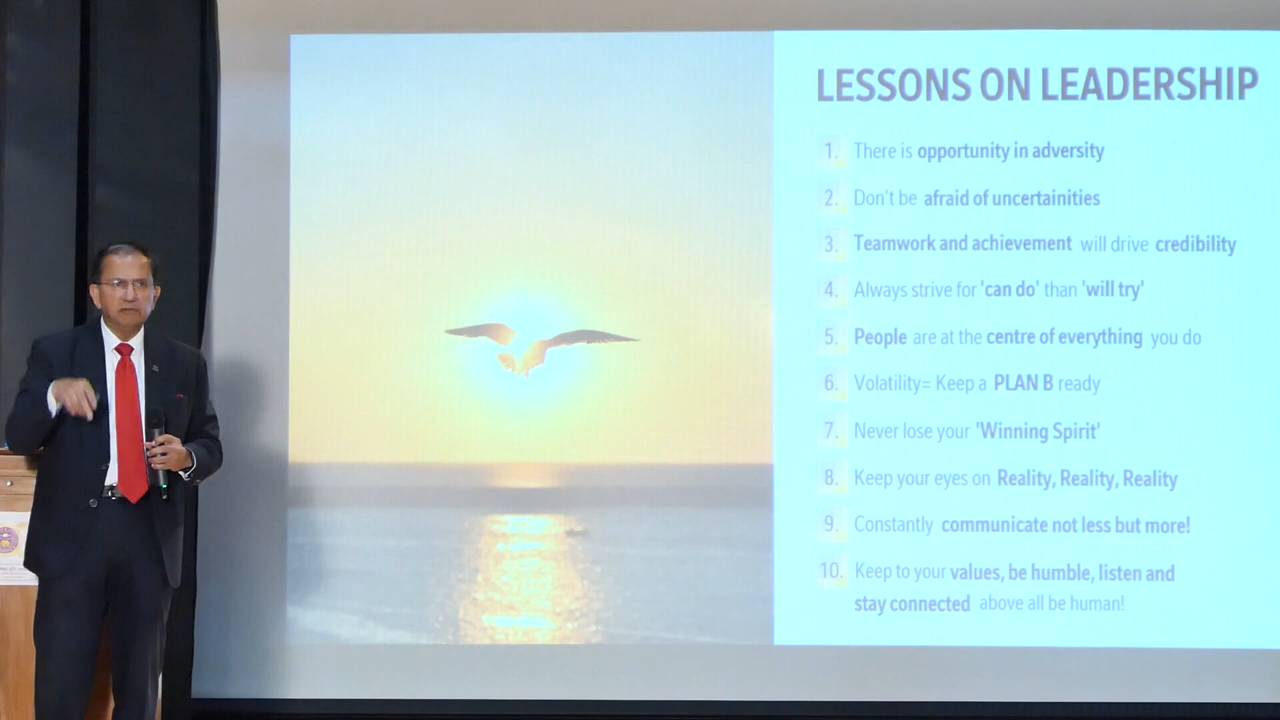 LESSONS ON LEADERSHIP
1. There is opportunity in adversity
2. Don't be afraid of uncertainities
3. Teamwork and achievement will drive credibility
4. Always strive for 'can do' than 'will try'
5. People are at the centre of everything you do
6. Volatility= Keep a PLAN B ready
7. Never lose your 'Winning Spirit'
8. Keep your eyes on Reality, Reality, Reality
9. Constantly communicate not less but more!
10. Keep to your values, be humble, listen and
stay connected above all be human!